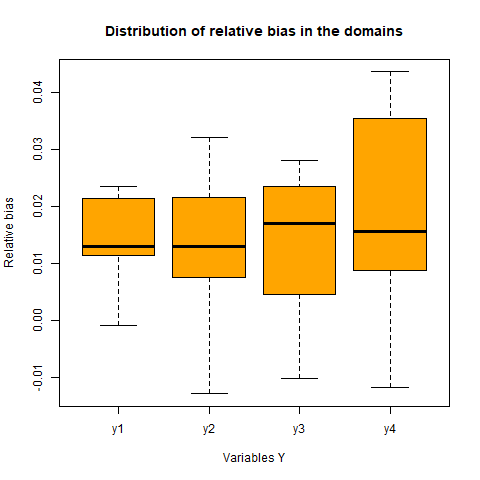 Distribution of relative bias in the domains
Relative bias
0.04
0.03
0.02
0.01
0.00
-0.01
y1 y2 y3 y4
Variables Y